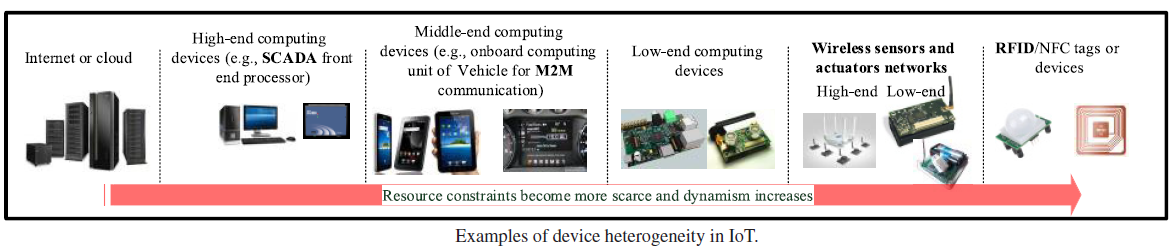 Internet or cloud
High-end computing
devices (e.g., SCADA front
end processor)
Middle-end computing
devices (e.g., onboard computing
unit of Vehicle for M2M
communication)
Low-end computing
devices
Wireless sensors and
actuators networks
High-end Low-end
RFID/NFC tags or
devices
Resource constraints become more scarce and dynamism increases
Examples of device heterogeneity in IoT.